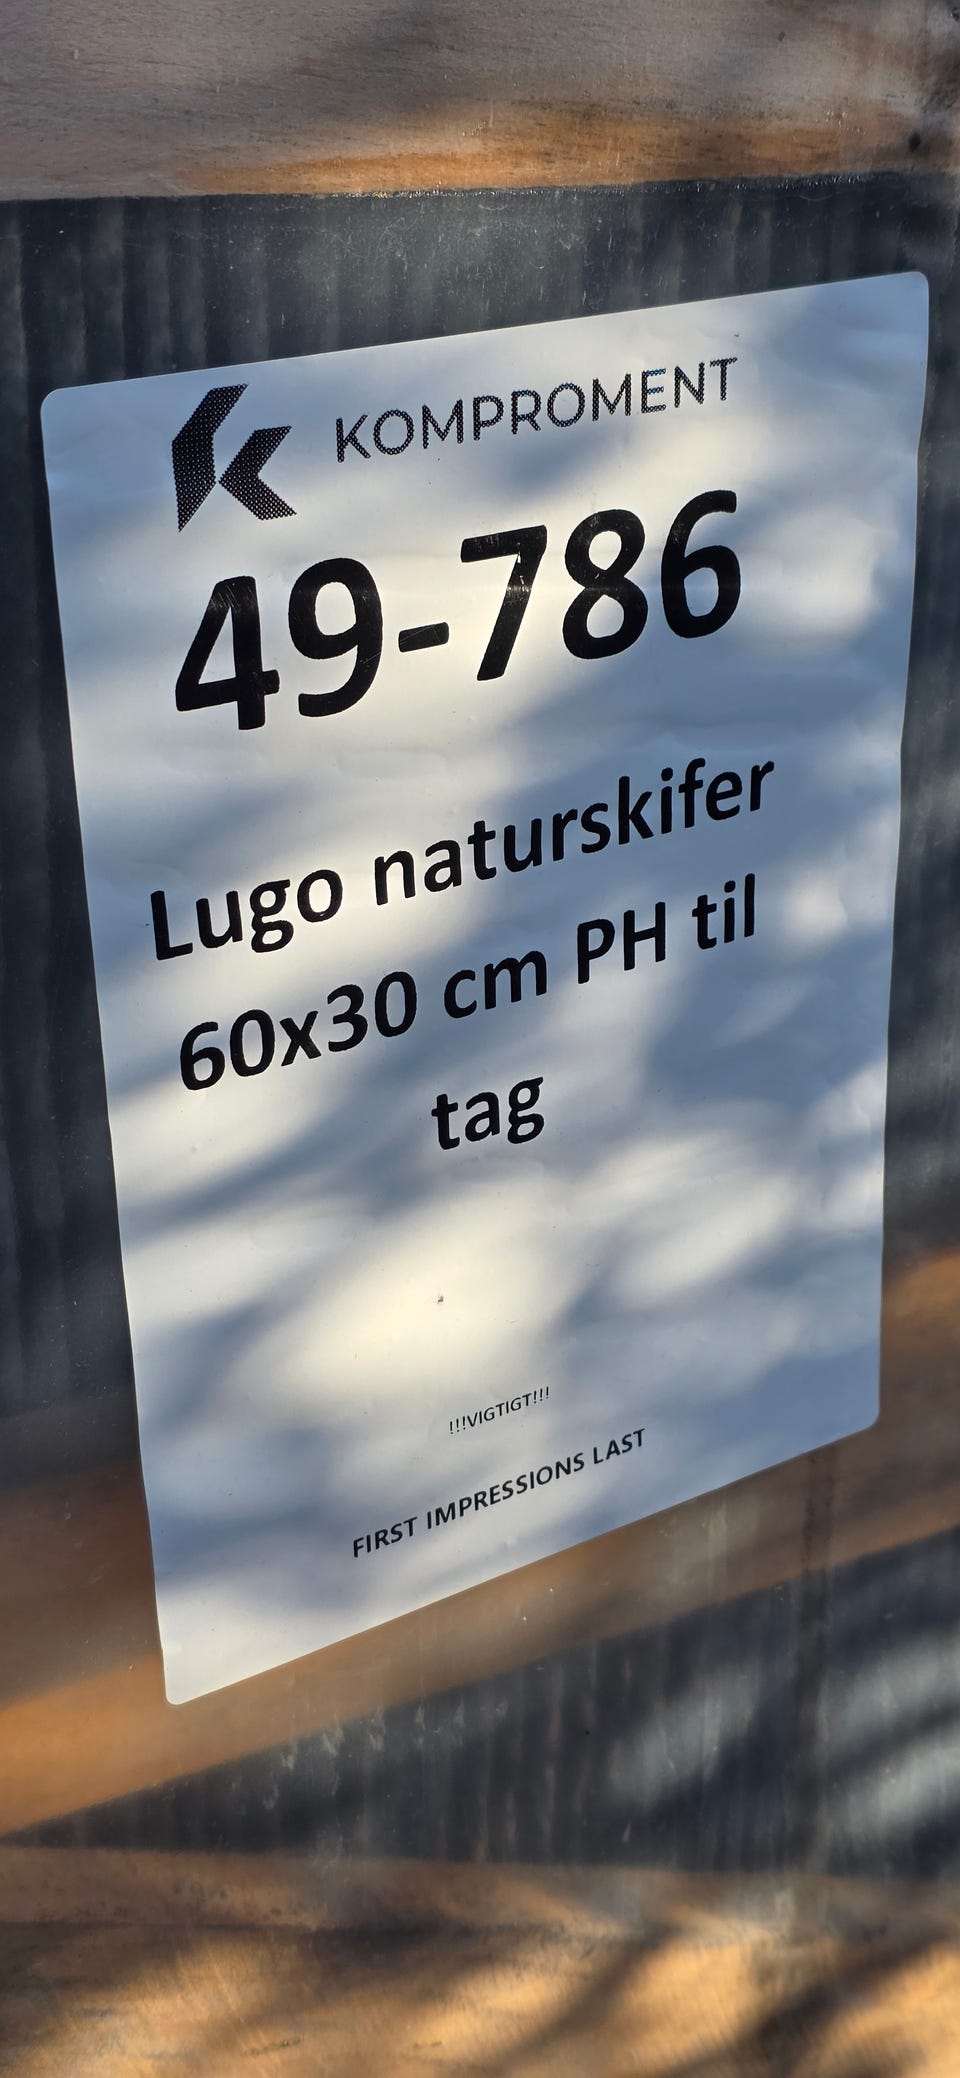 KOMPROMENT
49-786
Lugo naturskifer
60x30 cm PH til
tag
!!!VIGTIGT!!!
FIRST IMPRESSIONS LAST